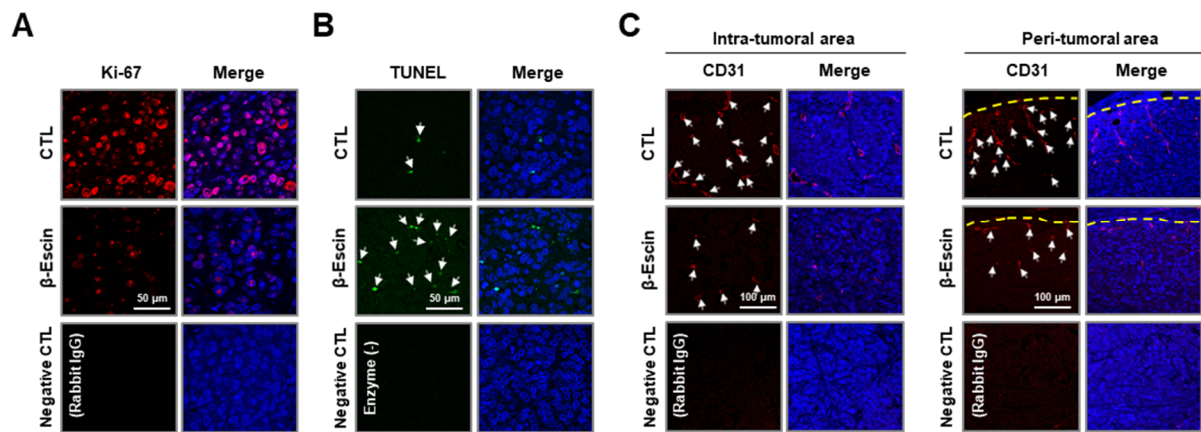 A
B
C
Intra-tumoral area
Peri-tumoral area
Ki-67
Merge
TUNEL
Merge
CD31
Merge
CD31
Merge
CTL
CTL
CTL
CTL
β-Escin
50 μm
β-Escin
50 μm
β-Escin
100 μm
β-Escin
100 μm
Negative CTL
(Rabbit IgG)
Negative CTL
Enzyme (-)
Negative CTL
(Rabbit IgG)
Negative CTL
(Rabbit IgG)